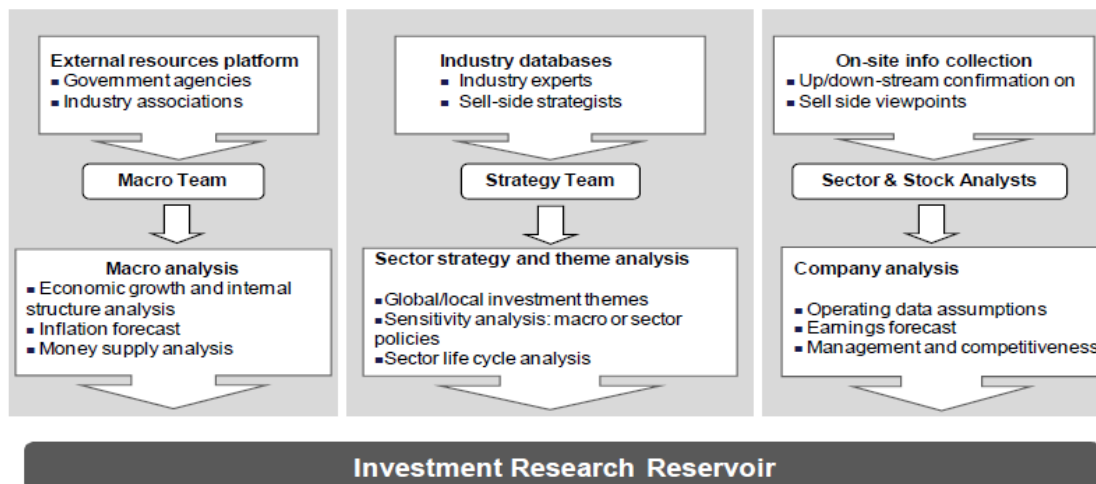 External resources platform
▪ Government agencies
▪ Industry associations
Macro Team
Macro analysis
▪ Economic growth and internal
structure analysis
▪ Inflation forecast
▪ Money supply analysis
Industry databases
▪ Industry experts
▪ Sell-side strategists
Strategy Team
Sector strategy and theme analysis
▪Global/local investment themes
▪Sensitivity analysis: macro or sector
policies
▪Sector life cycle analysis
On-site info collection
▪ Up/down-stream confirmation on
▪ Sell side viewpoints
Sector & Stock Analysts
Company analysis
▪ Operating data assumptions
▪ Earnings forecast
▪ Management and competitiveness
Investment Research Reservoir